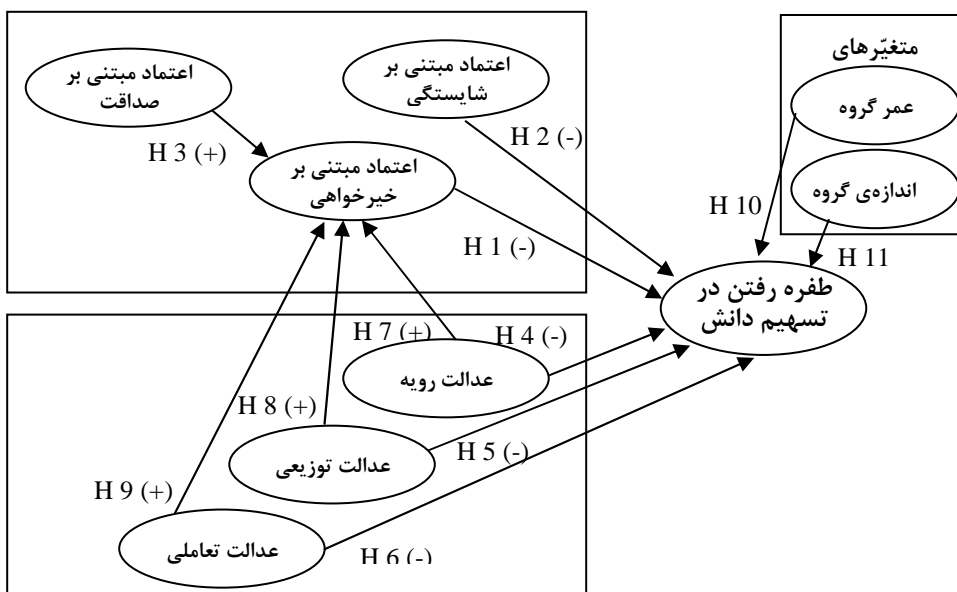 متغیّرهای
عمر گروه
اندازه‌ی گروه
اعتماد مبتنی بر
صداقت
اعتماد مبتنی بر
شایستگی
H 3 (+)
H 2 (-)
اعتماد مبتنی بر
خیرخواهی
H 10
H 11
H 1 (-)
طفره رفتن در
تسهیم دانش
H 7 (+)
H 4 (-)
عدالت رویه
H 8 (+)
عدالت توزیعی
H 5 (-)
H 9 (+)
عدالت تعاملی
H 6 (-)